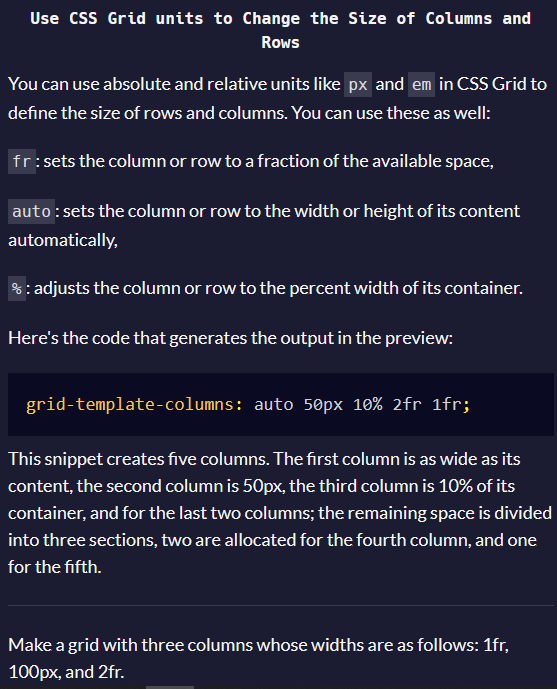 Use CSS Grid units to Change the Size of Columns and
Rows
You can use absolute and relative units like px and em in CSS Grid to
define the size of rows and columns. You can use these as well:
fr: sets the column or row to a fraction of the available space,
auto: sets the column or row to the width or height of its content
automatically,
%: adjusts the column or row to the percent width of its container.
Here's the code that generates the output in the preview:
grid-template-columns: auto 50px 10% 2fr 1fr;
This snippet creates five columns. The first column is as wide as its
content, the second column is 50px, the third column is 10% of its
container, and for the last two columns; the remaining space is divided
into three sections, two are allocated for the fourth column, and one
for the fifth.
Make a grid with three columns whose widths are as follows: 1fr,
100px, and 2fr.